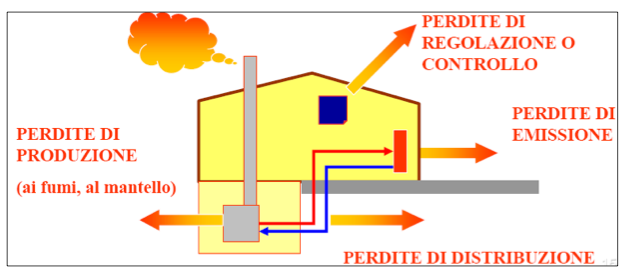 PERDITE DI
REGOLAZIONE O
CONTROLLO
PERDITE DI
EMISSIONE
PERDITE DI
PRODUZIONE
(ai fumi, al mantello)
PERDITE DI DISTRIBUZIONE